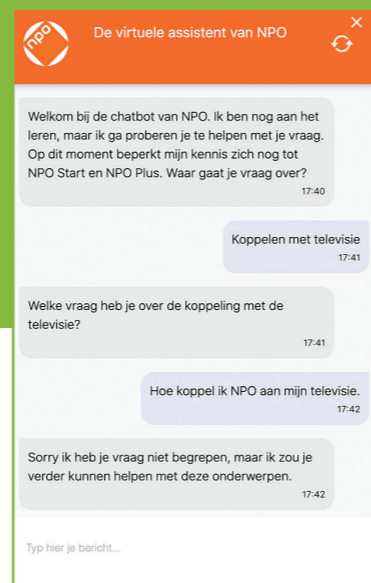 npo
De virtuele assistent van NPO
Welkom bij de chatbot van NPO. Ik ben nog aan het
leren, maar ik ga proberen je te helpen met je vraag.
Op dit moment beperkt mijn kennis zich nog tot
NPO Start en NPO Plus. Waar gaat je vraag over?
17:40
Koppelen met televisie
17:41
Welke vraag heb je over de koppeling met de
televisie?
17:41
Hoe koppel ik NPO aan mijn televisie.
17:42
Sorry ik heb je vraag niet begrepen, maar ik zou je
verder kunnen helpen met deze onderwerpen.
17:42
Typ hier je bericht...